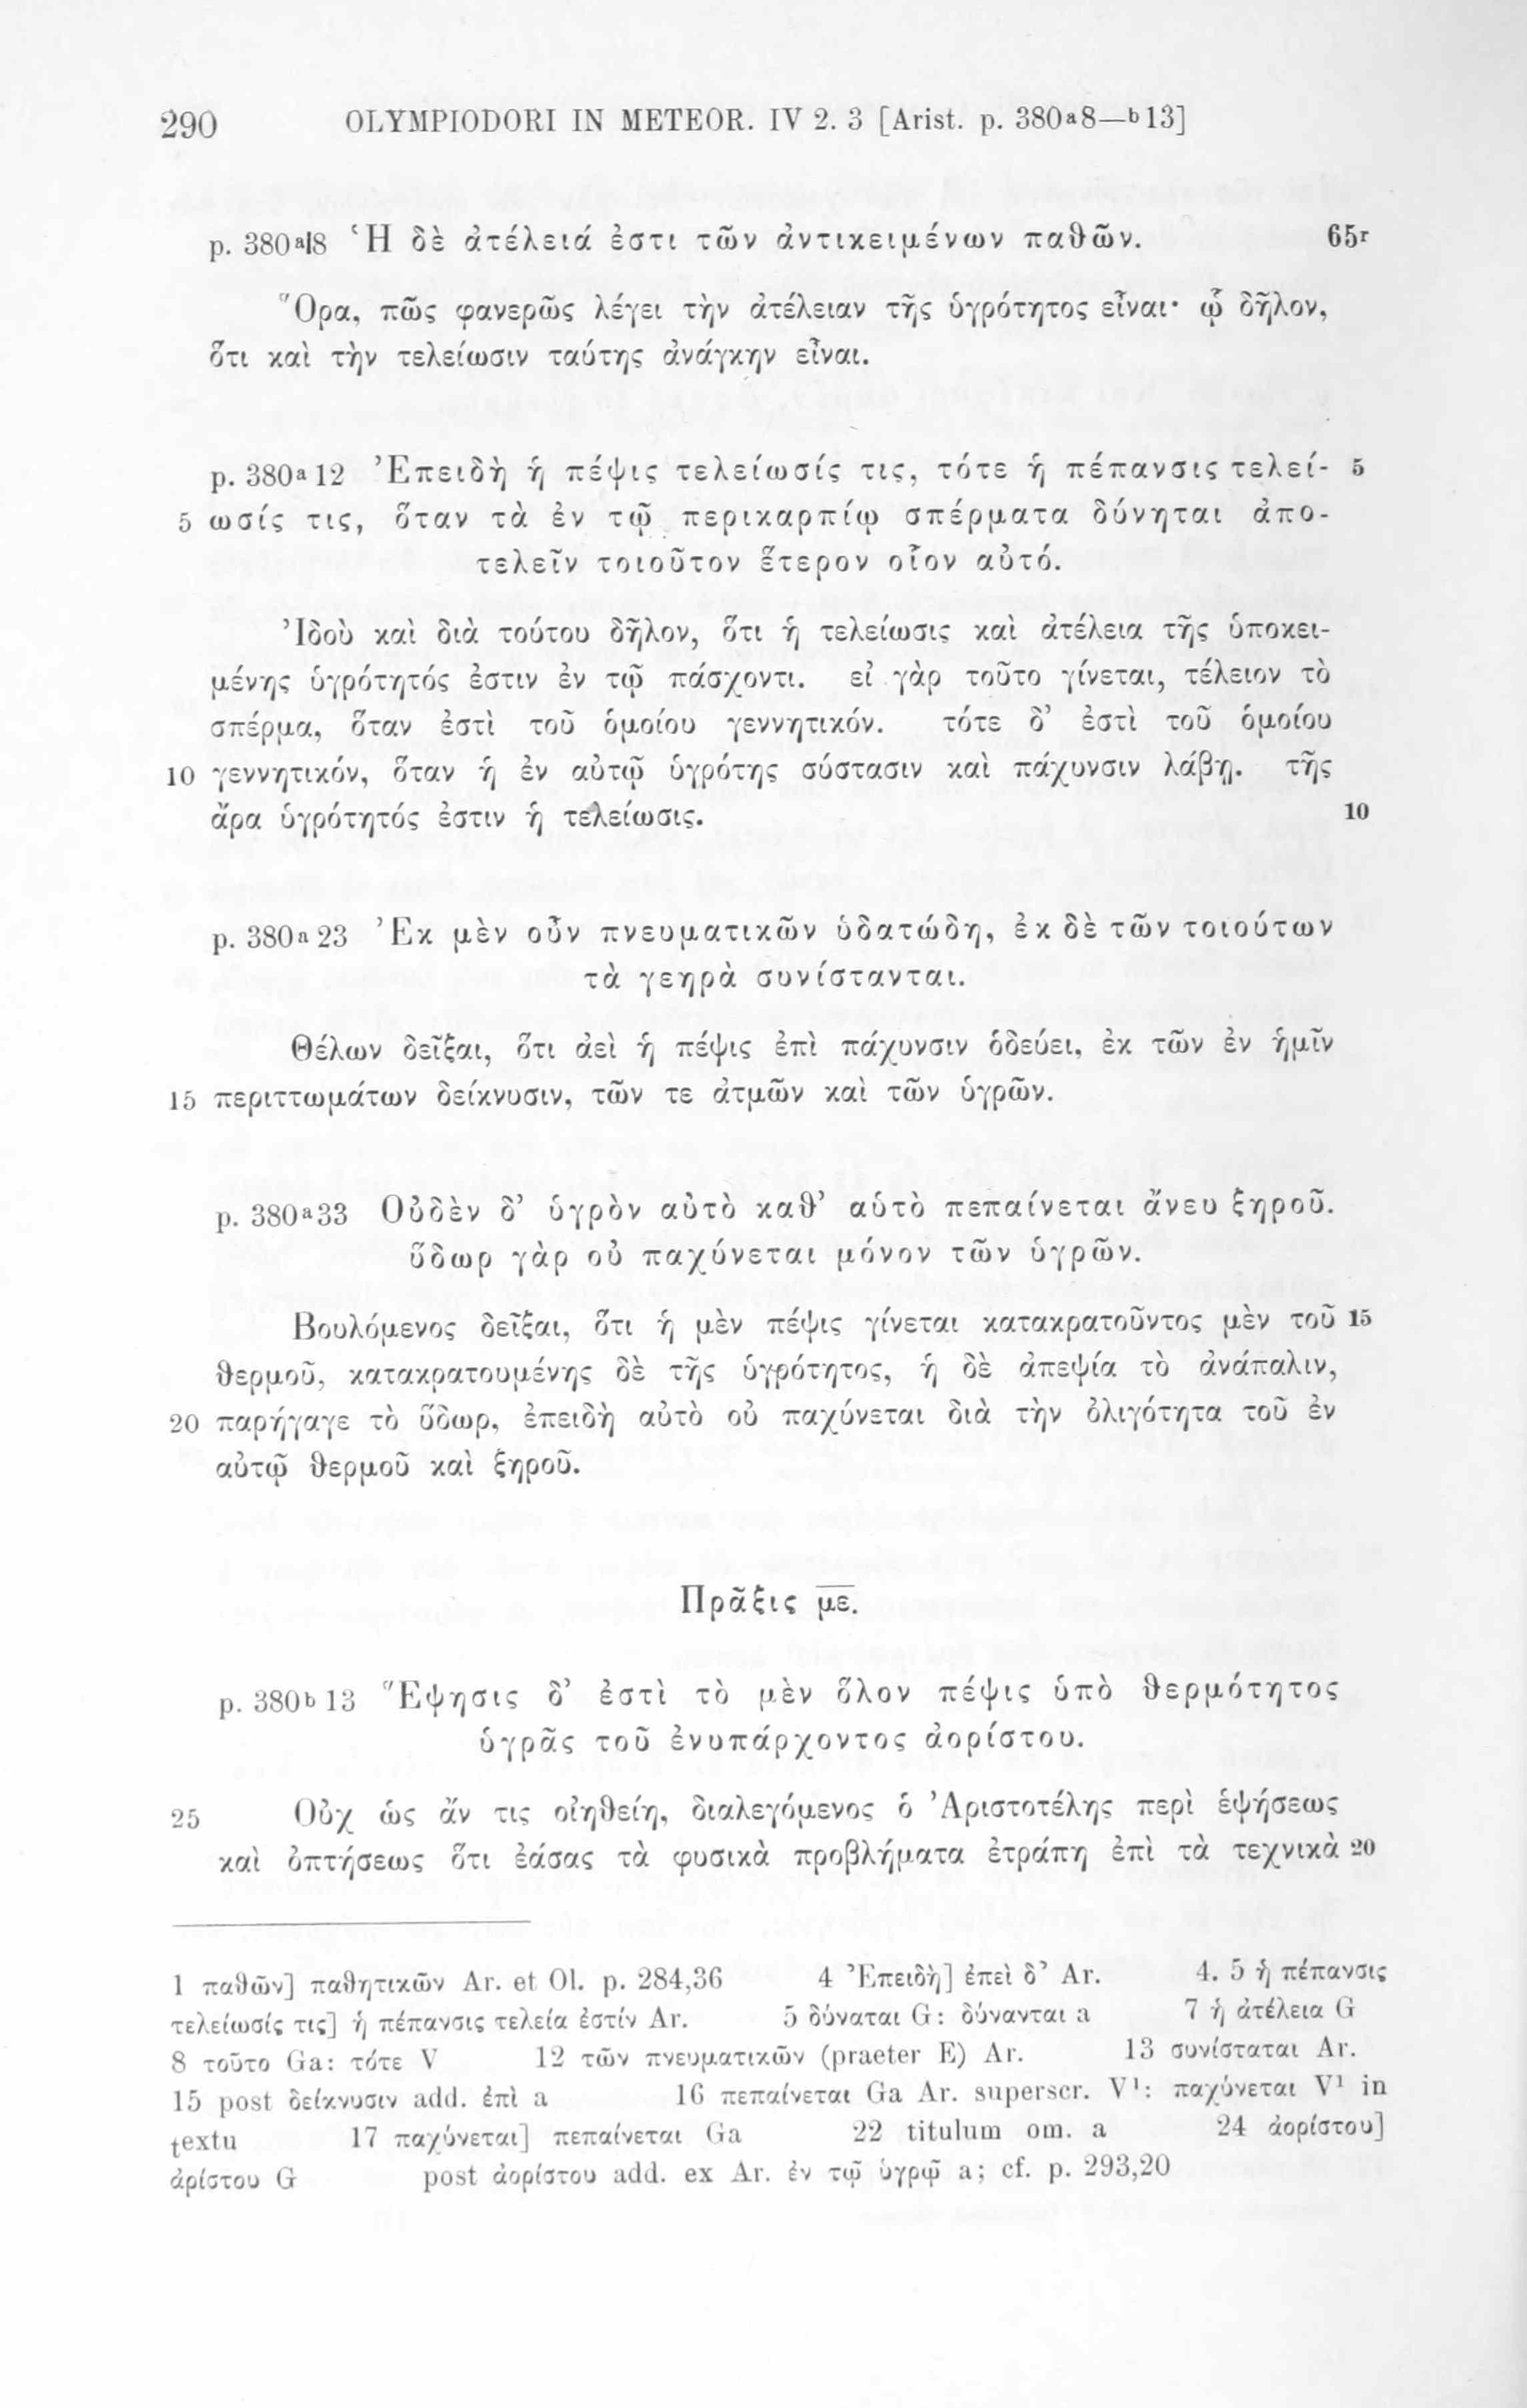 290 OLYMPIODORI IN METEOR. IV 2. 3 [Arist. p. 380a8—b13]
p. 380a18 Ἡ δὲ ἀτέλειά ἐστι τῶν ἀντικειμένων παθῶν. 65r
Ὅρα, πῶς φανερῶς λέγει τὴν ἀτέλειαν τῆς ὑγρότητος εἶναι· ᾧ δῆλον,
ὅτι καὶ τὴν τελείωσιν ταύτης ἀνάγκην εἶναι.
p. 380a12 Ἐπειδὴ ἡ πέψις τελείωσίς τις, τότε ἡ πέπανσις τελεί- 5
5 ωσίς τις, ὅταν τὰ ἐν τῷ περικαρπίῳ σπέρματα δύνηται ἀπο-
τελεῖν τοιοῦτον ἕτερον οἷον αὐτό.
Ἰδοὺ καὶ διὰ τούτου δῆλον, ὅτι ἡ τελείωσις καὶ ἀτέλεια τῆς ὑποκει-
μένης ὑγρότητός ἐστιν ἐν τῷ πάσχοντι. εἰ γὰρ τοῦτο γίνεται, τέλειον τὸ
σπέρμα, ὅταν ἐστὶ τοῦ ὁμοίου γεννητικόν. τότε δ’ ἐστὶ τοῦ ὁμοίου
10 γεννητικόν, ὅταν ἡ ἐν αὐτῷ ὑγρότης σύστασιν καὶ πάχυνσιν λάβῃ. τῆς
ἄρα ὑγρότητός ἐστιν ἡ τελείωσις. 10
p. 380a23 Ἐκ μὲν οὖν πνευματικῶν ὑδατώδη, ἐκ δὲ τῶν τοιούτων
τὰ γεηρὰ συνίστανται.
Θέλων δεῖξαι, ὅτι ἀεὶ ἡ πέψις ἐπὶ πάχυνσιν ὁδεύει, ἐκ τῶν ἐν ἡμῖν
15 περιττωμάτων δείκνυσιν, τῶν τε ἀτμῶν καὶ τῶν ὑγρῶν.
p. 380a33 Οὐδὲν δ’ ὑγρὸν αὐτὸ καθ’ αὑτὸ πεπαίνεται ἄνευ ξηροῦ.
ὕδωρ γὰρ οὐ παχύνεται μόνον τῶν ὑγρῶν.
Βουλόμενος δεῖξαι, ὅτι ἡ μὲν πέψις γίνεται κατακρατοῦντος μὲν τοῦ 15
θερμοῦ, κατακρατουμένης δὲ τῆς ὑγρότητος, ἡ δὲ ἀπεψία τὸ ἀνάπαλιν,
20 παρήγαγε τὸ ὕδωρ, ἐπειδὴ αὐτὸ οὐ παχύνεται διὰ τὴν ὀλιγότητα τοῦ ἐν
αὐτῷ θερμοῦ καὶ ξηροῦ.
Πρᾶξις με.
p. 380b13 Ἕψησις δ’ ἐστὶ τὸ μὲν ὅλον πέψις ὑπὸ θερμότητος
ὑγρᾶς τοῦ ἐνυπάρχοντος ἀορίστου.
25 Οὐχ ὡς ἄν τις οἰηθείη, διαλεγόμενος ὁ Ἀριστοτέλης περὶ ἑψήσεως
καὶ ὀπτήσεως ὅτι ἐάσας τὰ φυσικὰ προβλήματα ἐτράπη ἐπὶ τὰ τεχνικὰ 20
1 παθῶν] παθητικῶν Ar. et Ol. p. 284,36 4 Ἐπειδὴ] ἐπεὶ δ’ Ar. 4. 5 ἡ πέπανσις
τελείωσίς τις] ἡ πέπανσις τελεία ἐστίν Ar. 5 δύναται G: δύνανται a 7 ἡ ἀτέλεια G
8 τοῦτο Ga: τότε V 12 τῶν πνευματικῶν (praeter E) Ar. 13 συνίσταται Ar.
15 post δείκνυσιν add. ἐπὶ a 16 πεπαίνεται Ga Ar. superscr. V¹: παχύνεται V¹ in
textu 17 παχύνεται] πεπαίνεται Ga 22 titulum om. a 24 ἀορίστου]
ἀρίστου G post ἀορίστου add. ex Ar. ἐν τῷ ὑγρῷ a; cf. p. 293,20